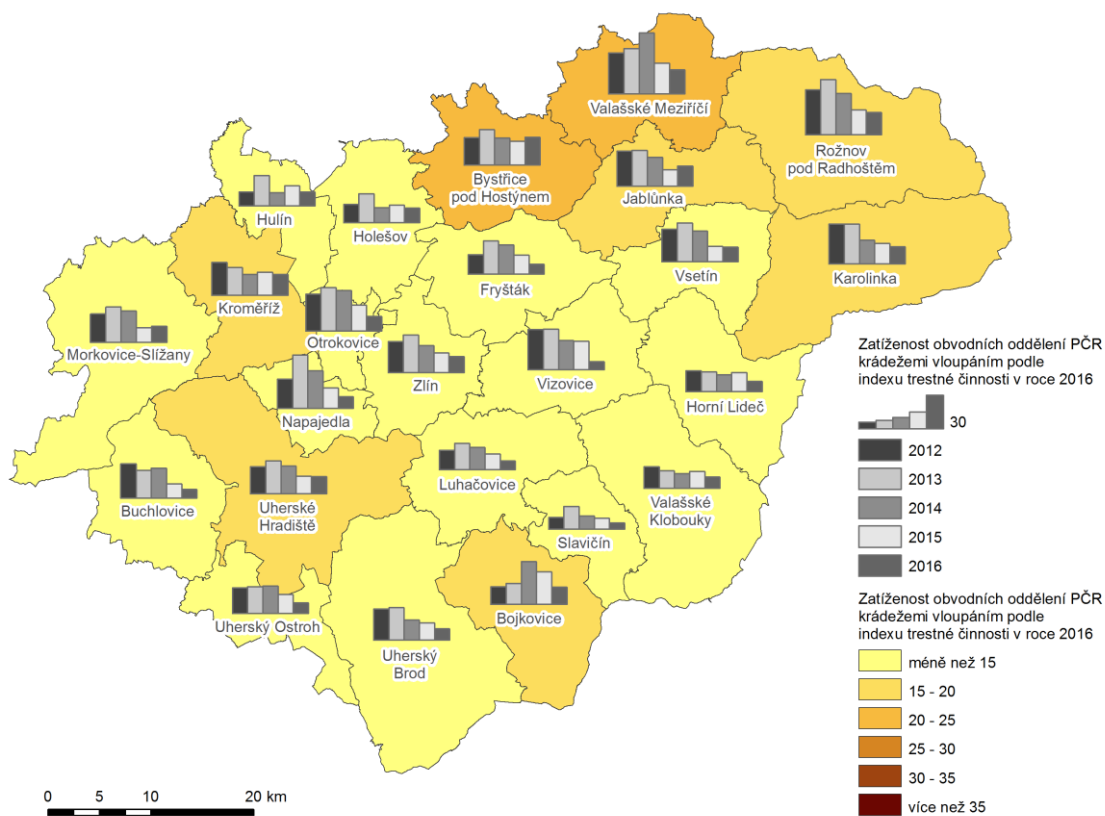 Valašské Meziříčí
Rožnov
pod Radhoštěm
Bystřice
pod Hostýnem
Jablůnka
Hulín
Holešov
Vsetín
Karolinka
Fryšták
Kroměříž
Otrokovice
Morkovice-Slížany
Zlín
Vizovice
Horní Lideč
Napajedla
Luhačovice
Valašské
Klobouky
Buchlovice
Uherské
Hradiště
Slavičín
Uherský Ostroh
Bojkovice
Uherský
Brod
Zatíženost obvodních oddělení PČR
krádežemi vloupáním podle
indexu trestné činnosti v roce 2016
30
2012
2013
2014
2015
2016
Zatíženost obvodních oddělení PČR
krádežemi vloupáním podle
indexu trestné činnosti v roce 2016
méně než 15
15 - 20
20 - 25
25 - 30
30 - 35
více než 35
0 5 10 20 km